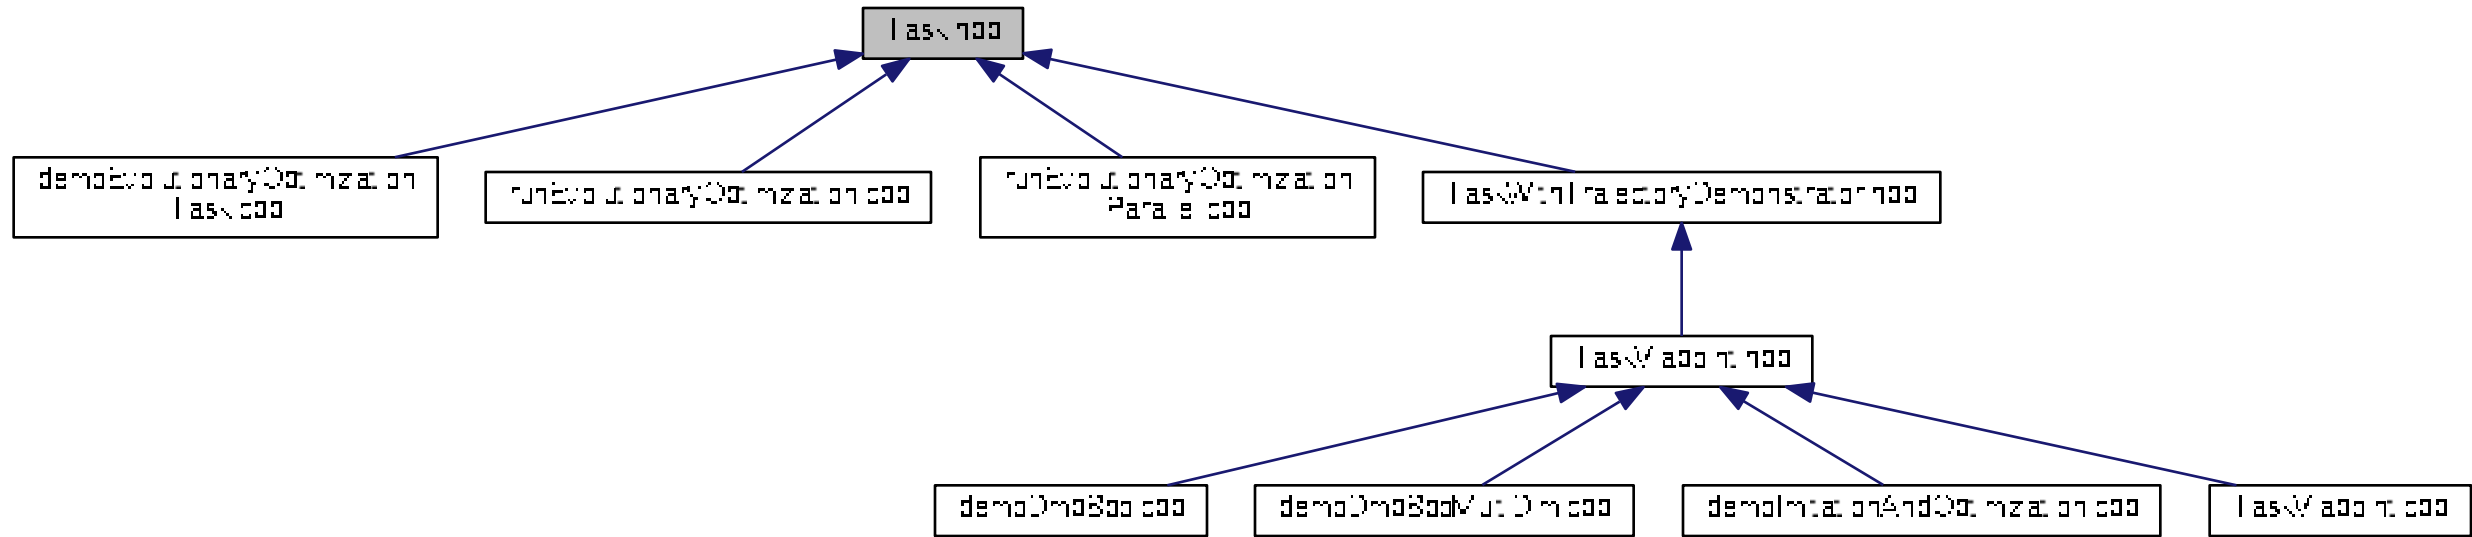 Task.hpp
demoEvolutionaryOptimization
Task.cpp
runEvolutionaryOptimization.cpp
runEvolutionaryOptimization
Parallel.cpp
TaskWithTrajectoryDemonstrator.hpp
TaskViapoint.hpp
demoDmpBbo.cpp
demoDmpBboMultiDim.cpp
demoImitationAndOptimization.cpp
TaskViapoint.cpp